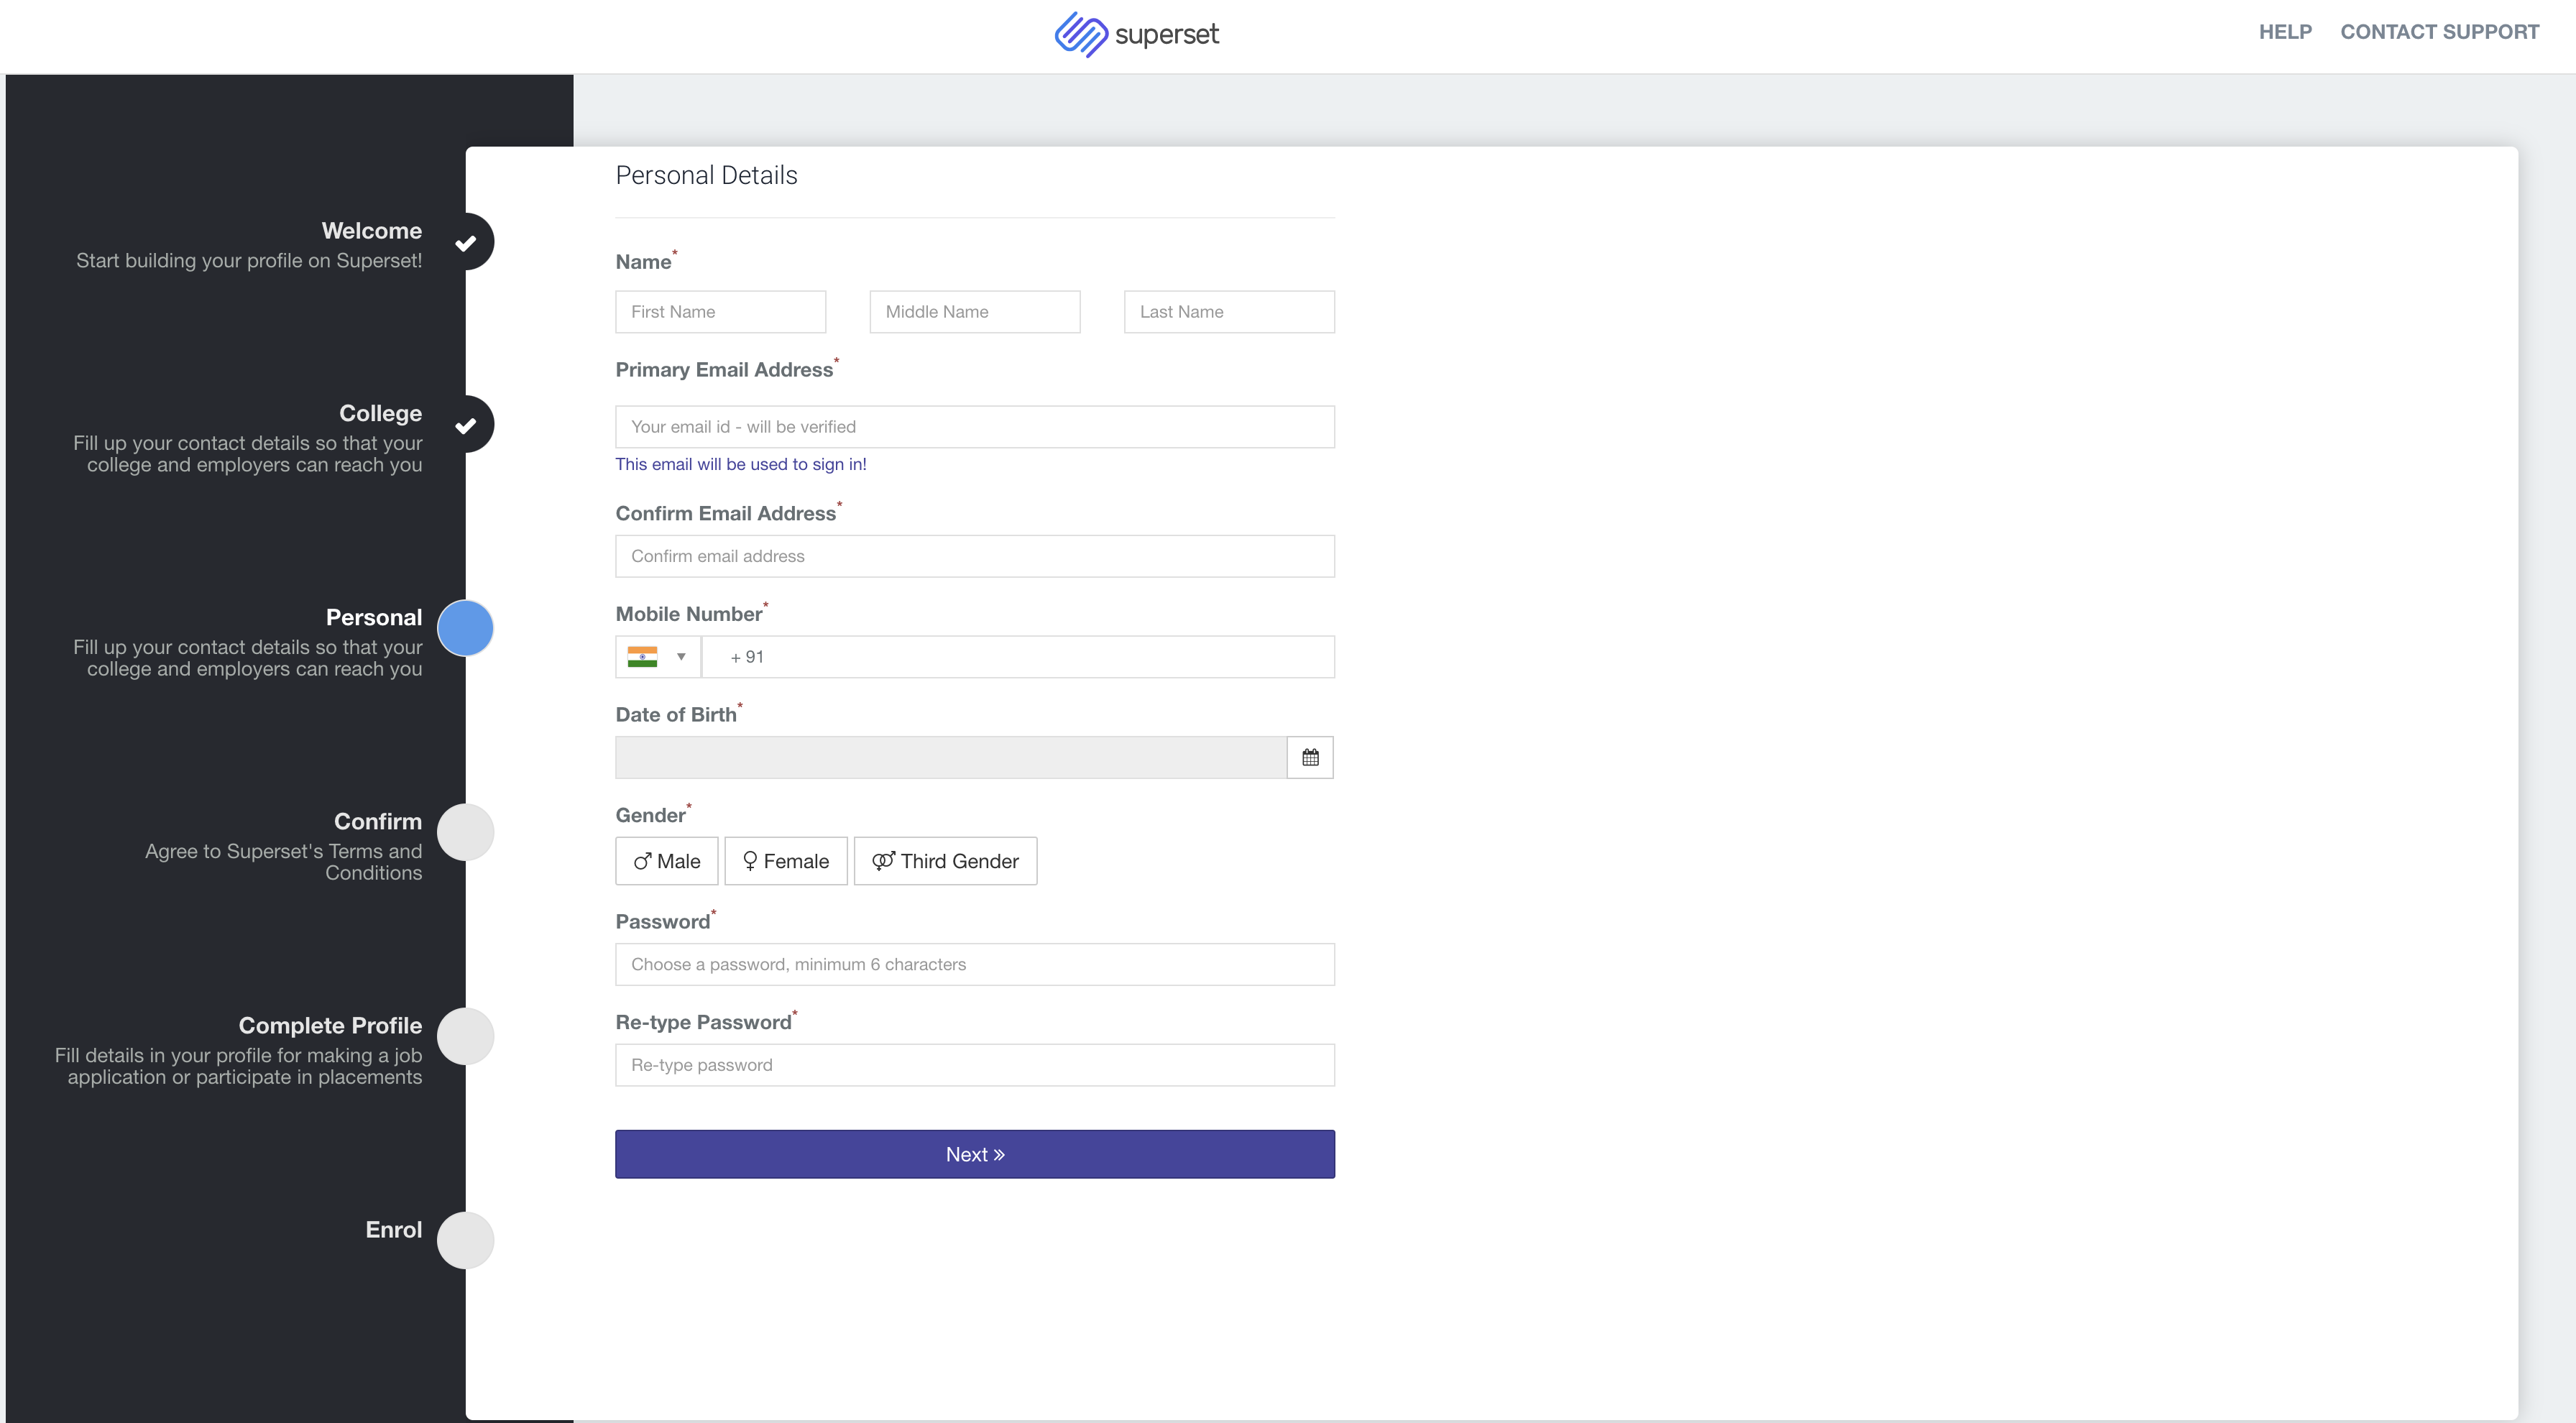 superset
HELP CONTACT SUPPORT
Welcome
Start building your profile on Superset!
College
Fill up your contact details so that your
college and employers can reach you
Personal
Fill up your contact details so that your
college and employers can reach you
Confirm
Agree to Superset's Terms and
Conditions
Complete Profile
Fill details in your profile for making a job
application or participate in placements
Enrol
Personal Details
Name*
First Name Middle Name Last Name
Primary Email Address*
Your email id - will be verified
This email will be used to sign in!
Confirm Email Address*
Confirm email address
Mobile Number*
+ 91
Date of Birth*
Gender*
Male Female Third Gender
Password*
Choose a password, minimum 6 characters
Re-type Password*
Re-type password
Next »